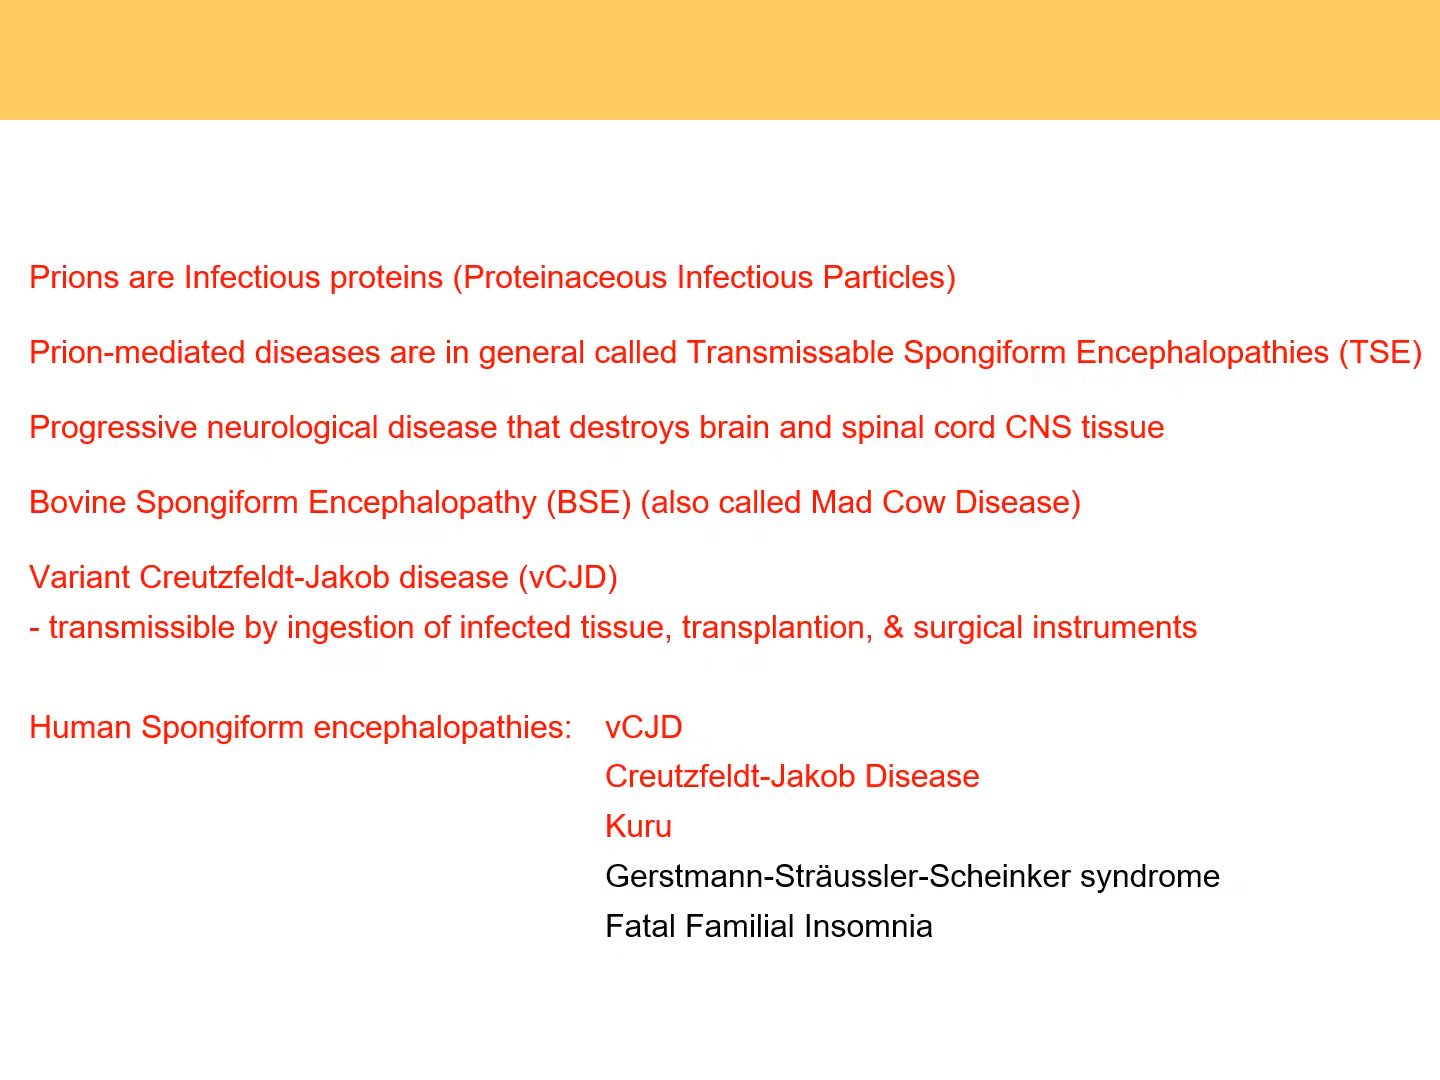 Prions are Infectious proteins (Proteinaceous Infectious Particles)
Prion-mediated diseases are in general called Transmissable Spongiform Encephalopathies (TSE)
Progressive neurological disease that destroys brain and spinal cord CNS tissue
Bovine Spongiform Encephalopathy (BSE) (also called Mad Cow Disease)
Variant Creutzfeldt-Jakob disease (vCJD)
- transmissible by ingestion of infected tissue, transplantion, & surgical instruments
Human Spongiform encephalopathies: vCJD
Creutzfeldt-Jakob Disease
Kuru
Gerstmann-Sträussler-Scheinker syndrome
Fatal Familial Insomnia